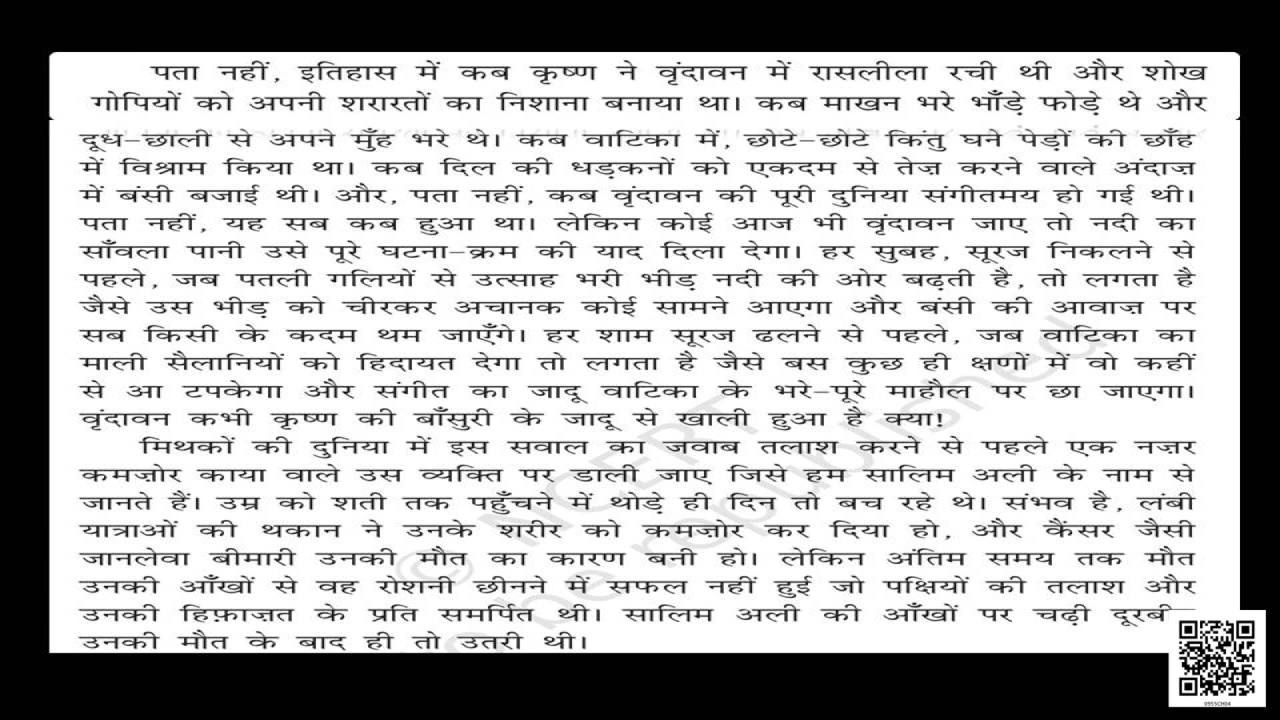 पता नहीं, इतिहास में कब कृष्ण ने वृंदावन में रासलीला रची थी और शोख
गोपियों को अपनी शरारतों का निशाना बनाया था। कब माखन भरे भाँड़े फोड़े थे और
दूध-छाली से अपने मुँह भरे थे। कब वाटिका में, छोटे-छोटे किंतु घने पेड़ों की छाँह
में विश्राम किया था। कब दिल की धड़कनों को एकदम से तेज़ करने वाले अंदाज़
में बंसी बजाई थी। और, पता नहीं, कब वृंदावन की पूरी दुनिया संगीतमय हो गई थी।
पता नहीं, यह सब कब हुआ था। लेकिन कोई आज भी वृंदावन जाए तो नदी का
साँवला पानी उसे पूरे घटना-क्रम की याद दिला देगा। हर सुबह, सूरज निकलने से
पहले, जब पतली गलियों से उत्साह भरी भीड़ नदी की ओर बढ़ती है, तो लगता है
जैसे उस भीड़ को चीरकर अचानक कोई सामने आएगा और बंसी की आवाज़ पर
सब किसी के कदम थम जाएँगे। हर शाम सूरज ढलने से पहले, जब वाटिका का
माली सैलानियों को हिदायत देगा तो लगता है जैसे बस कुछ ही क्षणों में वो कहीं
से आ टपकेगा और संगीत का जादू वाटिका के भरे-पूरे माहौल पर छा जाएगा।
वृंदावन कभी कृष्ण की बाँसुरी के जादू से खाली हुआ है क्या!
मिथकों की दुनिया में इस सवाल का जवाब तलाश करने से पहले एक नज़र
कमज़ोर काया वाले उस व्यक्ति पर डाली जाए जिसे हम सालिम अली के नाम से
जानते हैं। उम्र को शती तक पहुँचने में थोड़े ही दिन तो बच रहे थे। संभव है, लंबी
यात्राओं की थकान ने उनके शरीर को कमज़ोर कर दिया हो, और कैंसर जैसी
जानलेवा बीमारी उनकी मौत का कारण बनी हो। लेकिन अंतिम समय तक मौत
उनकी आँखों से वह रोशनी छीनने में सफल नहीं हुई जो पक्षियों की तलाश और
उनकी हिफ़ाज़त के प्रति समर्पित थी। सालिम अली की आँखों पर चढ़ी
उनकी मौत के बाद ही तो उतरी थी।
© NCERT
be republished
0955CH04